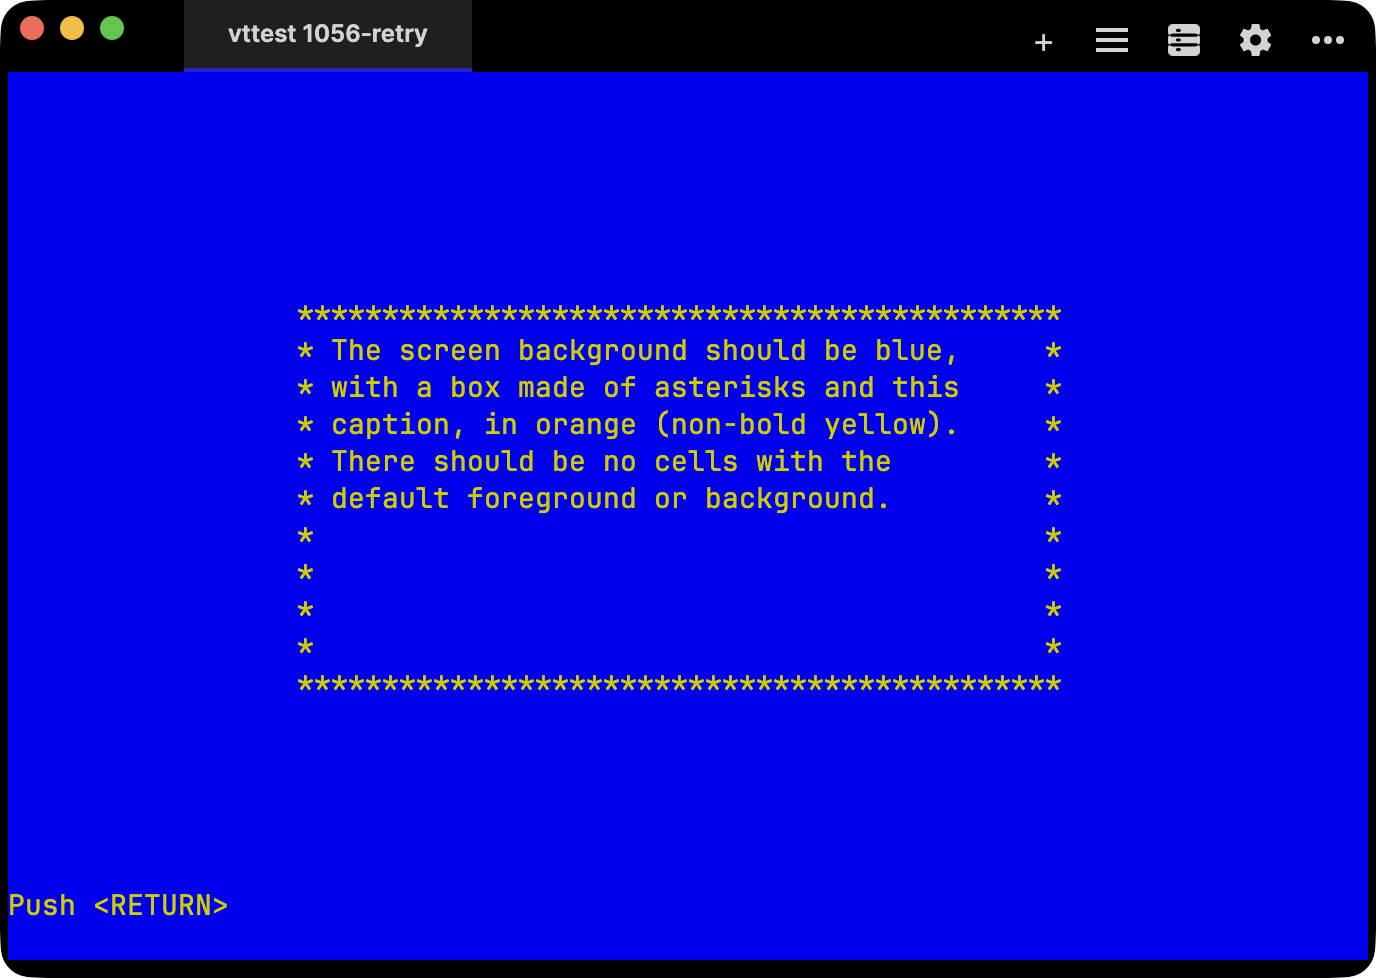 vttest 1056-retry
*********************************************
* The screen background should be blue,     *
* with a box made of asterisks and this     *
* caption, in orange (non-bold yellow).     *
* There should be no cells with the         *
* default foreground or background.         *
*                                           *
*                                           *
*                                           *
*                                           *
*********************************************
Push <RETURN>